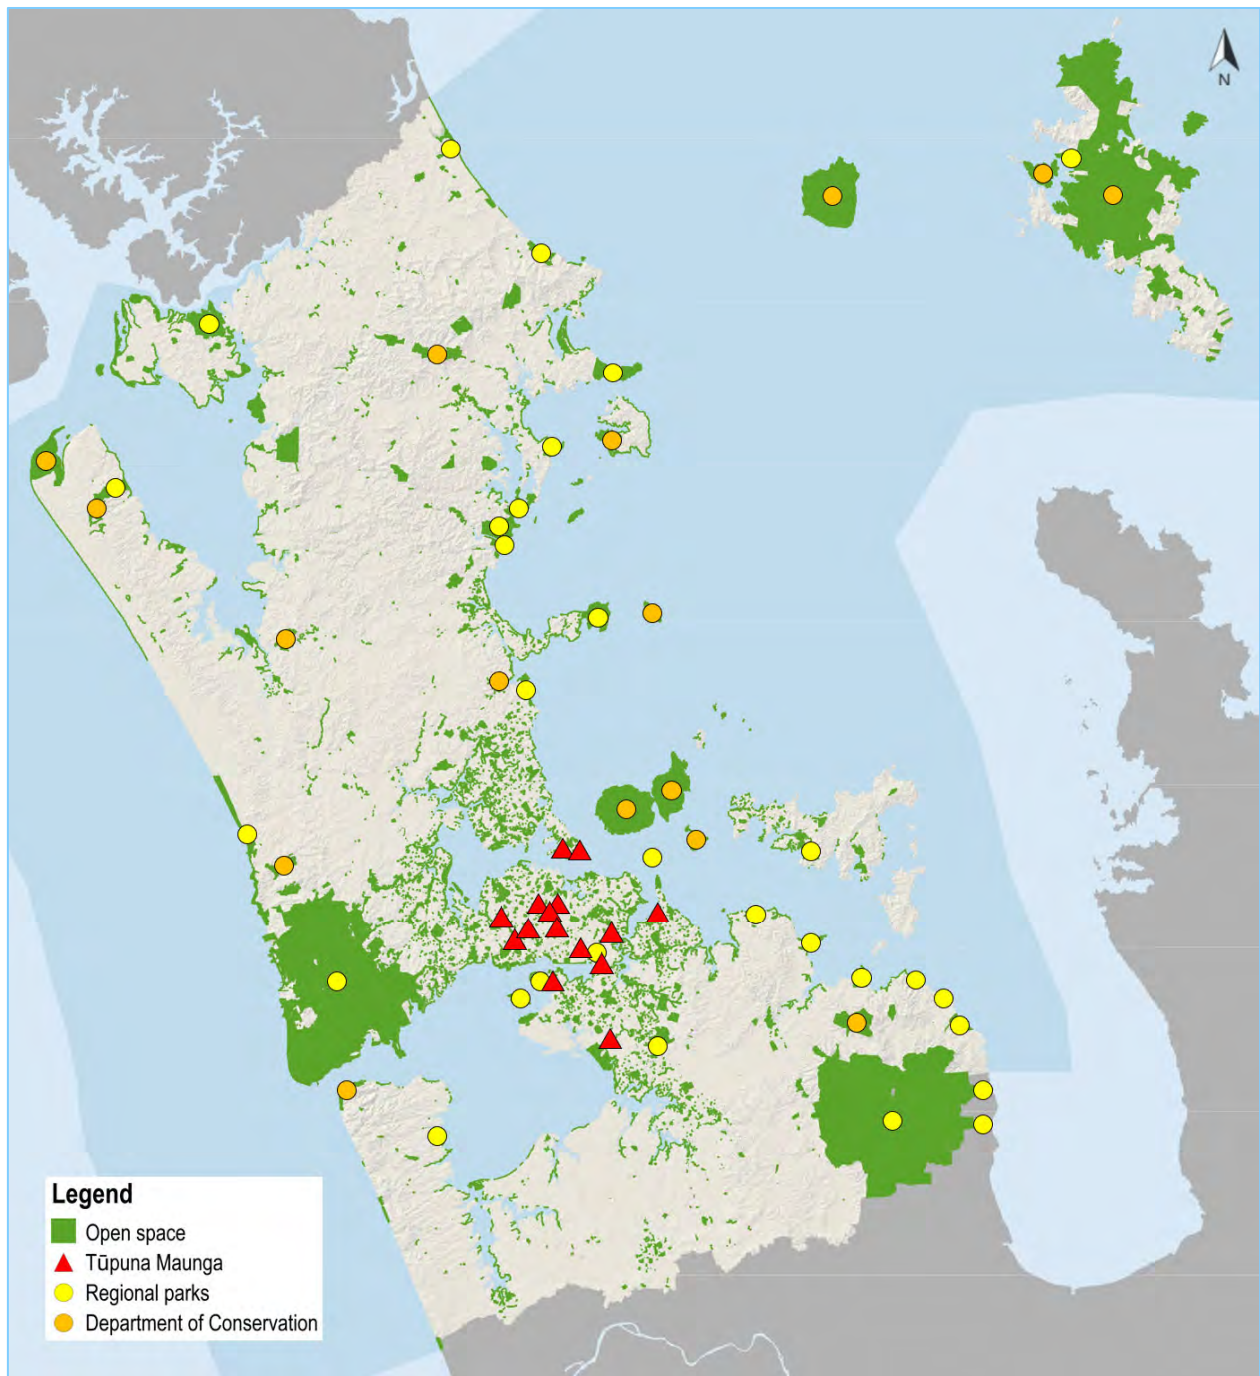 N
Legend
Open space
Tūpuna Maunga
Regional parks
Department of Conservation